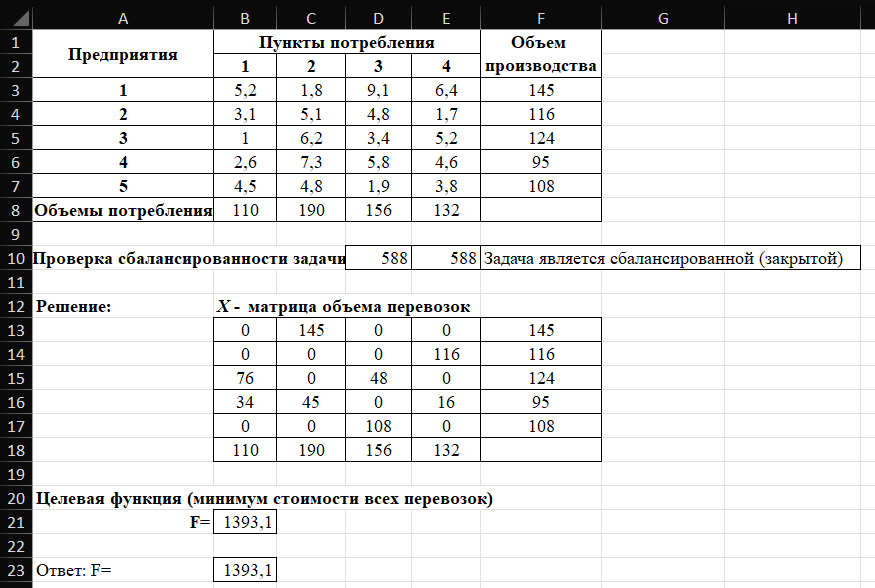 A B C D E F G H
1 Пункты потребления Объем
Предприятия
2 1 2 3 4 производства
3 1 5,2 1,8 9,1 6,4 145
4 2 3,1 5,1 4,8 1,7 116
5 3 1 6,2 3,4 5,2 124
6 4 2,6 7,3 5,8 4,6 95
7 5 4,5 4,8 1,9 3,8 108
8 Объемы потребления 110 190 156 132
9
10 Проверка сбалансированности задачи 588 588 Задача является сбалансированной (закрытой)
11
12 Решение: X - матрица объема перевозок
13 0 145 0 0 145
14 0 0 0 116 116
15 76 0 48 0 124
16 34 45 0 16 95
17 0 0 108 0 108
18 110 190 156 132
19
20 Целевая функция (минимум стоимости всех перевозок)
21 F= 1393,1
22
23 Ответ: F= 1393,1